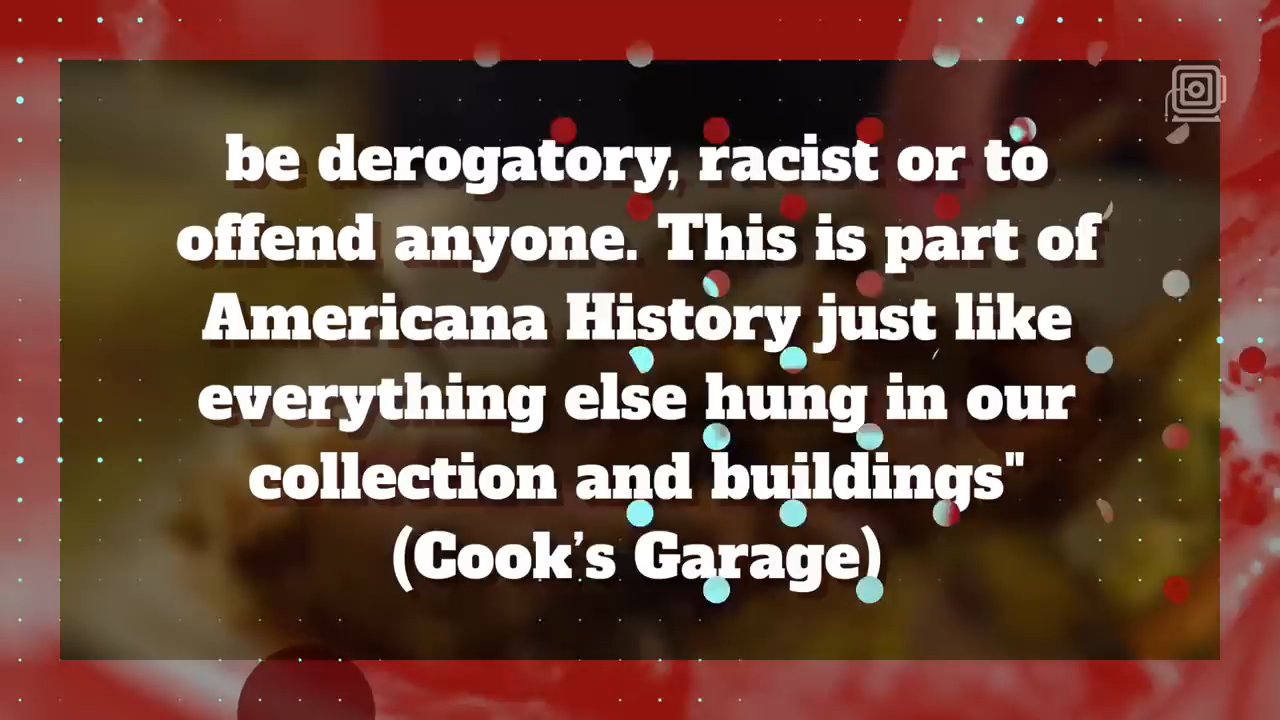 be derogatory, racist or to
offend anyone. This is part of
Americana History just like
everything else hung in our
collection and buildings"
(Cook's Garage)